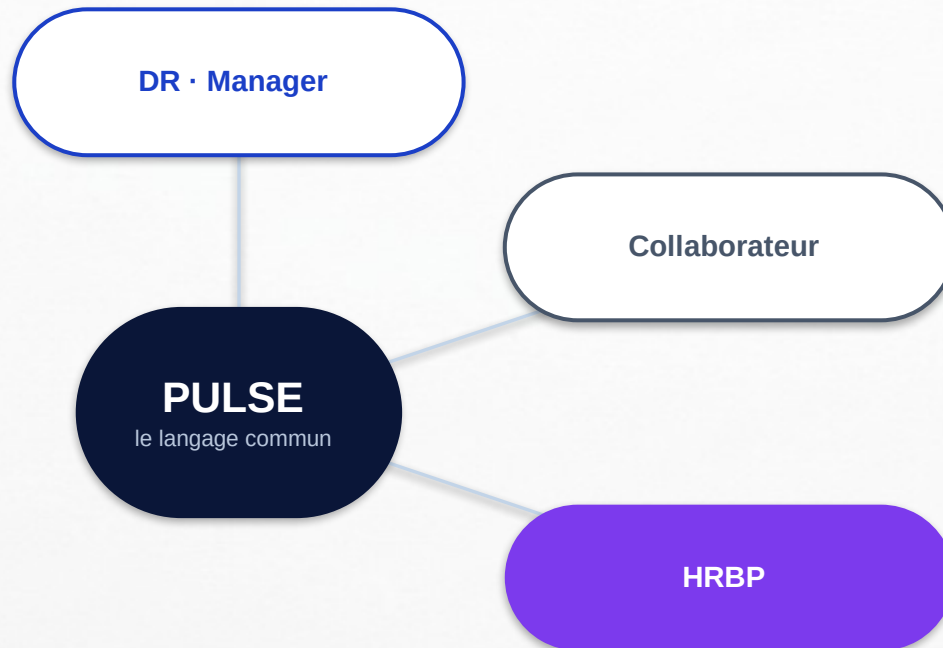 DR · Manager
Collaborateur
PULSE
le langage commun
HRBP